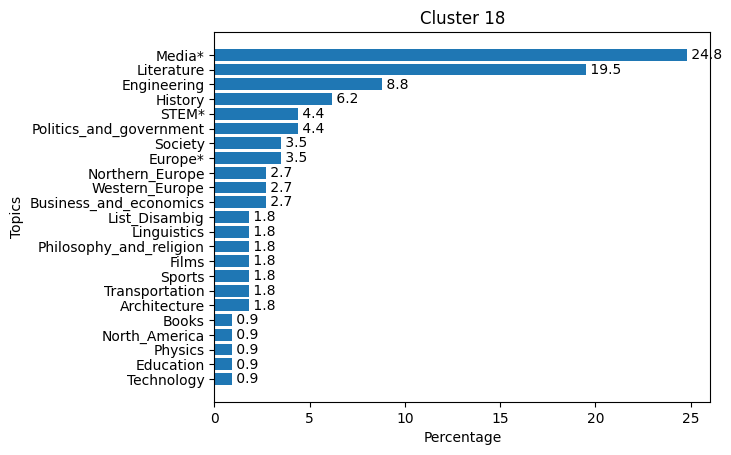 Cluster 18
Topics
Media* 24.8
Literature 19.5
Engineering 8.8
History 6.2
STEM* 4.4
Politics_and_government 4.4
Society 3.5
Europe* 3.5
Northern_Europe 2.7
Western_Europe 2.7
Business_and_economics 2.7
List_Disambig 1.8
Linguistics 1.8
Philosophy_and_religion 1.8
Films 1.8
Sports 1.8
Transportation 1.8
Architecture 1.8
Books 0.9
North_America 0.9
Physics 0.9
Education 0.9
Technology 0.9
0 5 10 15 20 25
Percentage